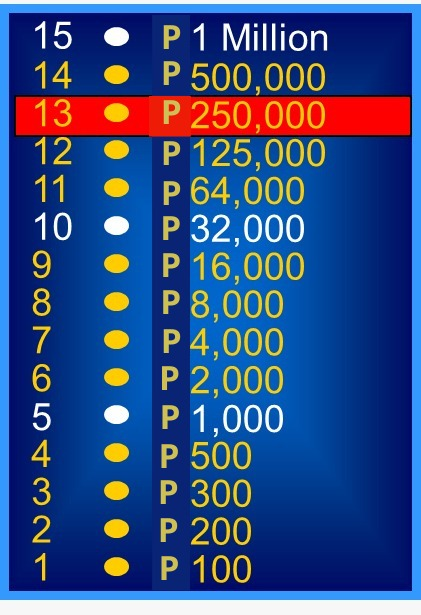 15 P 1 Million
14 P 500,000
13 P 250,000
12 P 125,000
11 P 64,000
10 P 32,000
9 P 16,000
8 P 8,000
7 P 4,000
6 P 2,000
5 P 1,000
4 P 500
3 P 300
2 P 200
1 P 100